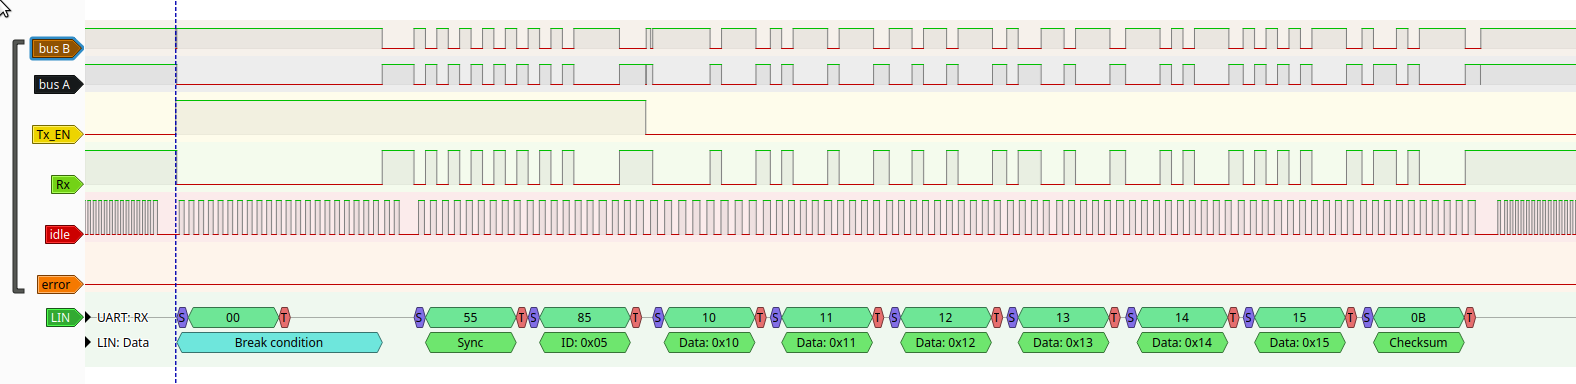 bus B
bus A
Tx_EN
Rx
idle
error
LIN UART: RX S 00 T S 55 T S 85 T S 10 T S 11 T S 12 T S 13 T S 14 T S 15 T S 0B T
LIN: Data Break condition Sync ID: 0x05 Data: 0x10 Data: 0x11 Data: 0x12 Data: 0x13 Data: 0x14 Data: 0x15 Checksum